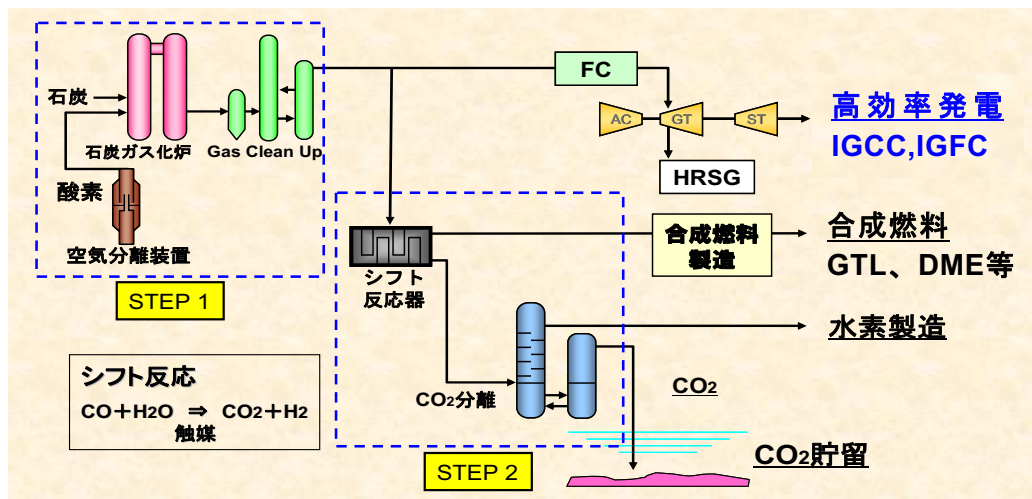 石炭
石炭ガス化炉
Gas Clean Up
酸素
空気分離装置
STEP 1
FC
AC
GT
ST
HRSG
高効率発電
IGCC,IGFC
シフト
反応器
合成燃料
製造
合成燃料
GTL、DME等
水素製造
CO2分離
CO2
CO2貯留
STEP 2
シフト反応
CO＋H2O ⇒ CO2＋H2
触媒